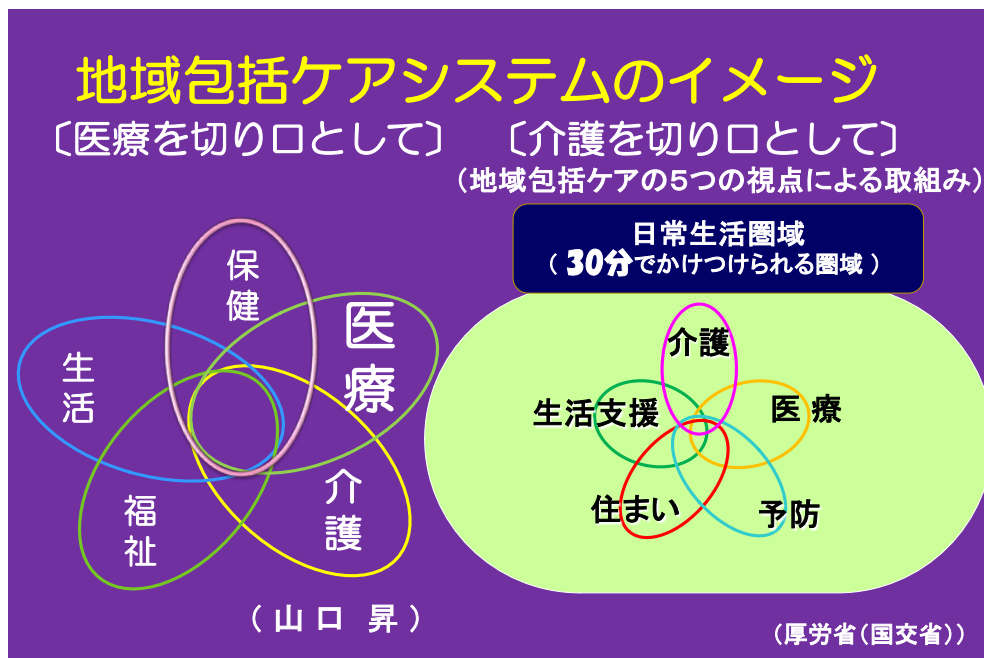 地域包括ケアシステムのイメージ
〔医療を切り口として〕
〔介護を切り口として〕
(地域包括ケアの5つの視点による取組み)
保健
医療
生活
福祉
介護
(山口 昇)
日常生活圏域
(30分でかけつけられる圏域)
介護
生活支援
医療
住まい
予防
(厚労省(国交省))